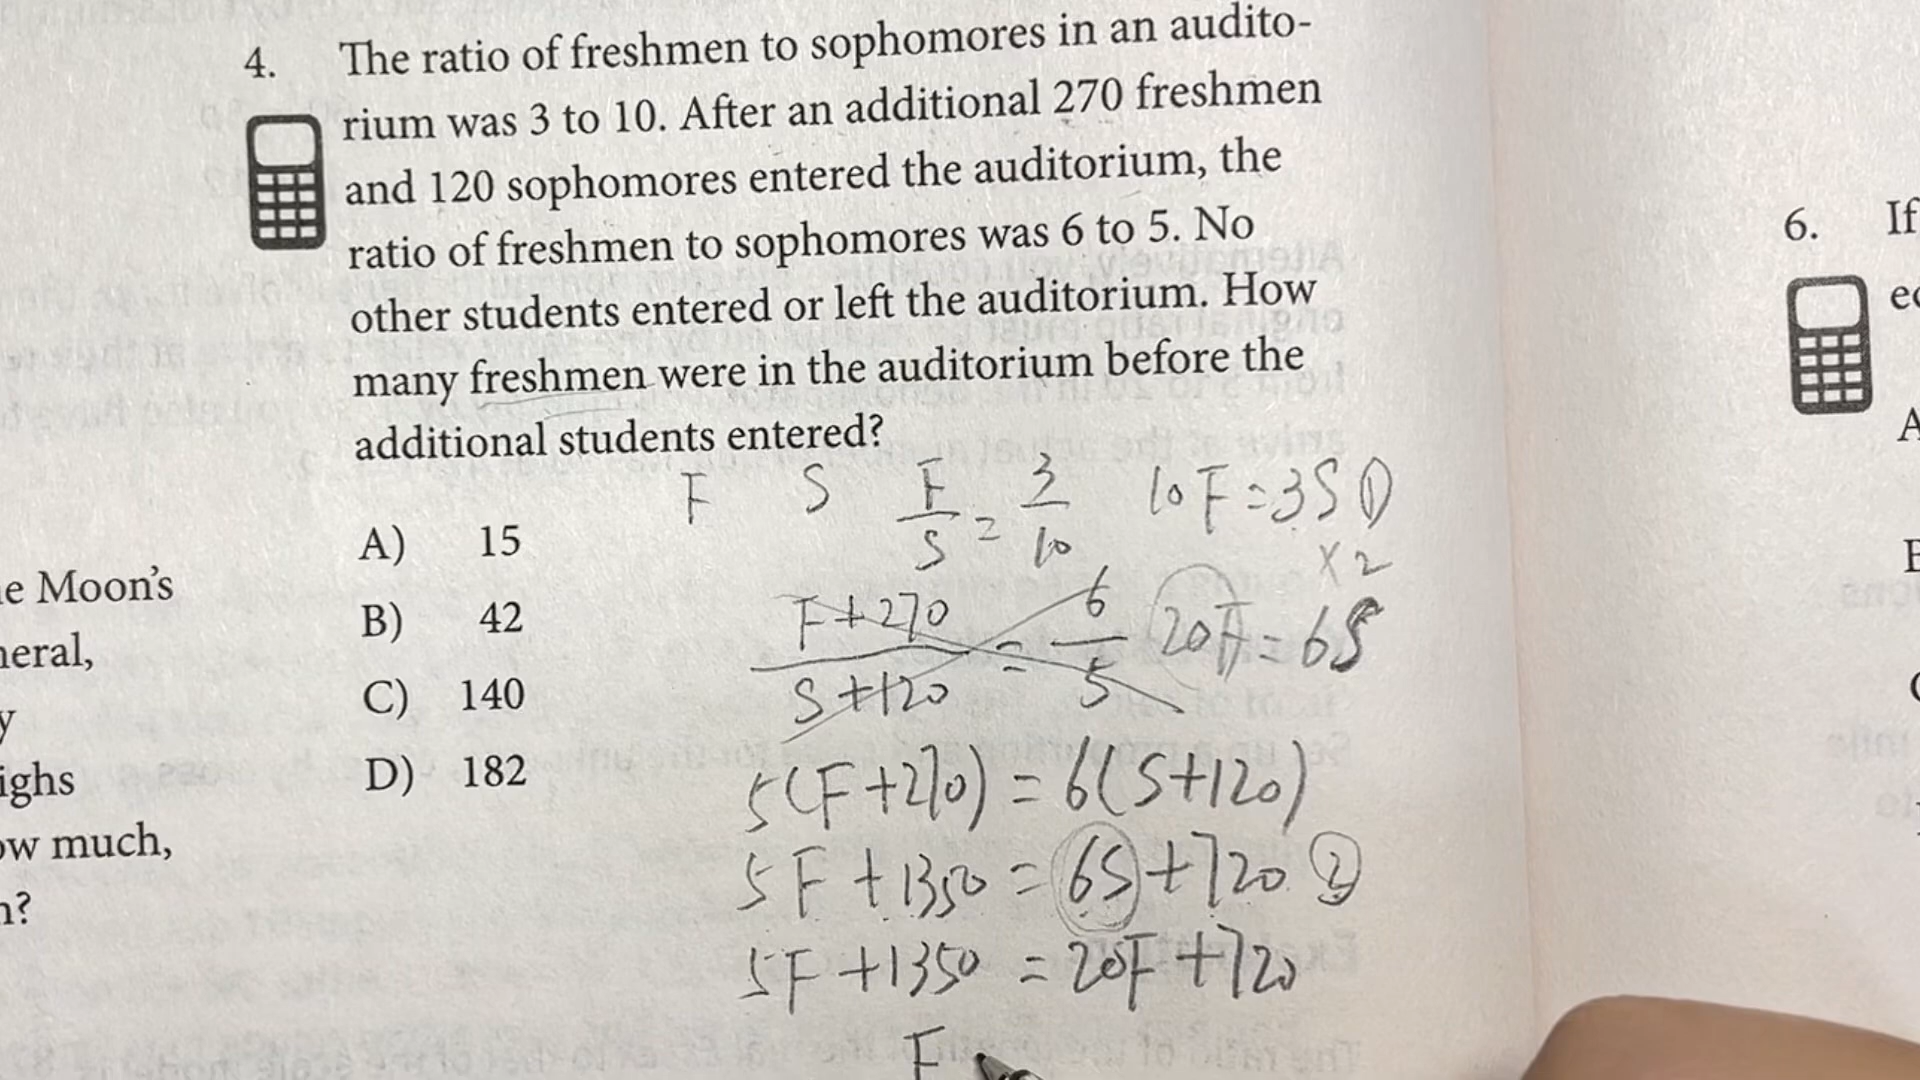 4. The ratio of freshmen to sophomores in an audito-
rium was 3 to 10. After an additional 270 freshmen
and 120 sophomores entered the auditorium, the
ratio of freshmen to sophomores was 6 to 5. No
other students entered or left the auditorium. How
many freshmen were in the auditorium before the
additional students entered?
A) 15
B) 42
C) 140
D) 182
F S F/S = 3/10 10F=3S ①
×2
F+270/S+120 = 6/5 20F=6S
5(F+270)=6(S+120)
5F+1350=6S+720 ②
5F+1350=20F+720
F
e Moon's
neral,
y
ighs
ow much,
n?
6. If